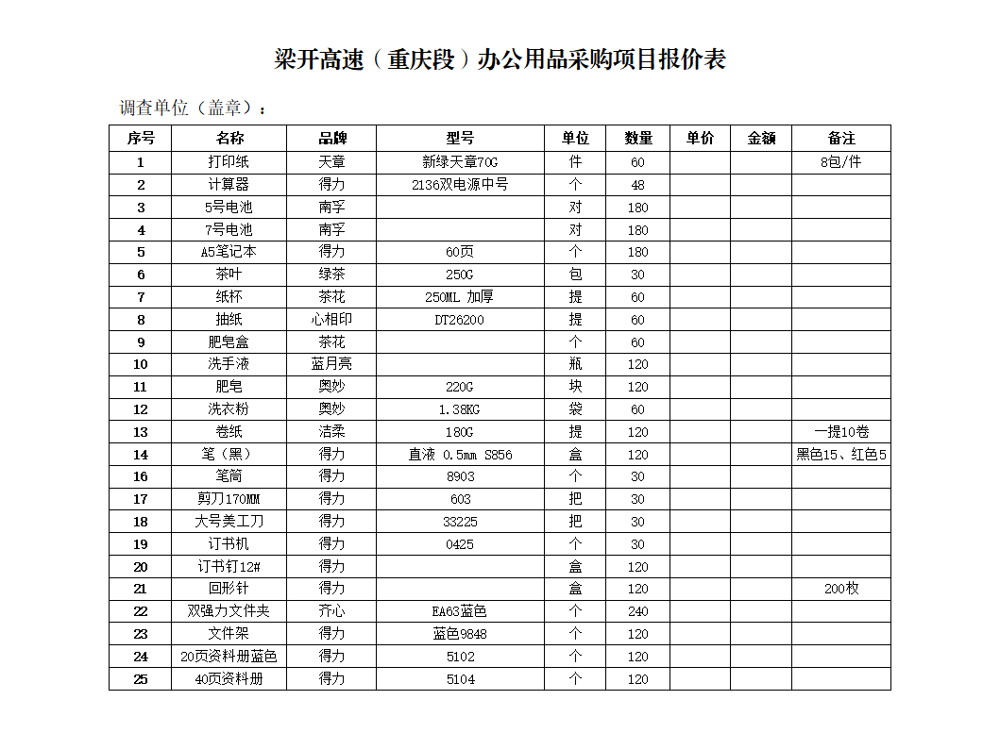 梁开高速（重庆段）办公用品采购项目报价表
调查单位（盖章）：
序号 名称 品牌 型号 单位 数量 单价 金额 备注
1 打印纸 天章 新绿天章70G 件 60 8包/件
2 计算器 得力 2136双电源中号 个 48
3 5号电池 南孚 对 180
4 7号电池 南孚 对 180
5 A5笔记本 得力 60页 个 180
6 茶叶 绿茶 250G 包 30
7 纸杯 茶花 250ML 加厚 提 60
8 抽纸 心相印 DT26200 提 60
9 肥皂盒 茶花 个 60
10 洗手液 蓝月亮 瓶 120
11 肥皂 奥妙 220G 块 120
12 洗衣粉 奥妙 1.38KG 袋 60
13 卷纸 洁柔 180G 提 120 一提10卷
14 笔（黑） 得力 直液 0.5mm S856 盒 120 黑色15、红色5
16 笔筒 得力 8903 个 30
17 剪刀170MM 得力 603 把 30
18 大号美工刀 得力 33225 把 30
19 订书机 得力 0425 个 30
20 订书钉12# 得力 盒 120
21 回形针 得力 盒 120 200枚
22 双强力文件夹 齐心 EA63蓝色 个 240
23 文件架 得力 蓝色9848 个 120
24 20页资料册蓝色 得力 5102 个 120
25 40页资料册 得力 5104 个 120